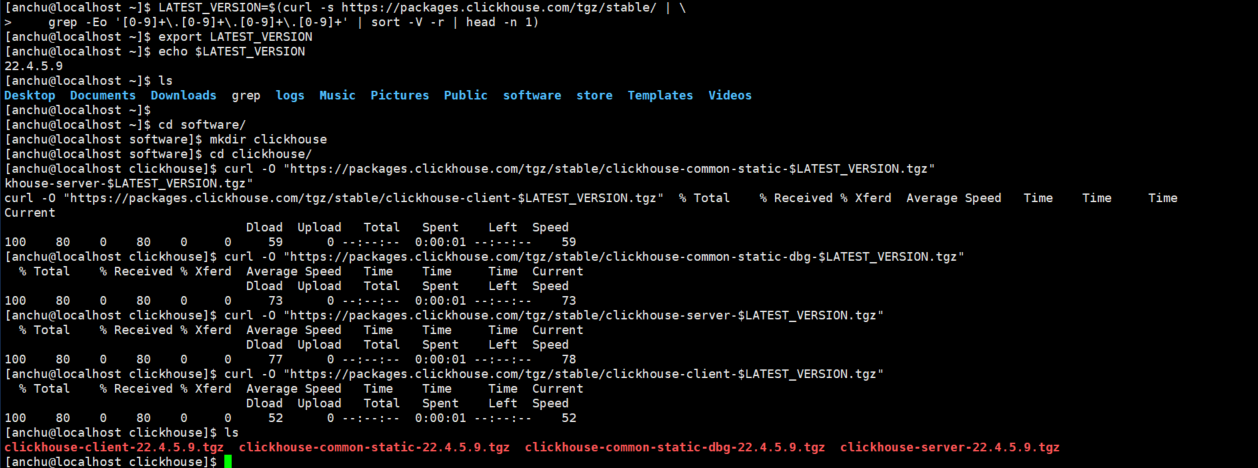 [anchu@localhost ~]$ LATEST_VERSION=$(curl -s https://packages.clickhouse.com/tgz/stable/ | \
>     grep -Eo '[0-9]+\.[0-9]+\.[0-9]+\.[0-9]+' | sort -V -r | head -n 1)
[anchu@localhost ~]$ export LATEST_VERSION
[anchu@localhost ~]$ echo $LATEST_VERSION
22.4.5.9
[anchu@localhost ~]$ ls
Desktop  Documents  Downloads  grep  logs  Music  Pictures  Public  software  store  Templates  Videos
[anchu@localhost ~]$
[anchu@localhost ~]$ cd software/
[anchu@localhost software]$ mkdir clickhouse
[anchu@localhost software]$ cd clickhouse/
[anchu@localhost clickhouse]$ curl -O "https://packages.clickhouse.com/tgz/stable/clickhouse-common-static-$LATEST_VERSION.tgz"
khouse-server-$LATEST_VERSION.tgz"
curl -O "https://packages.clickhouse.com/tgz/stable/clickhouse-client-$LATEST_VERSION.tgz"  % Total    % Received % Xferd  Average Speed   Time    Time     Time
Current
                                 Dload  Upload   Total   Spent    Left  Speed
100    80    0    80    0     0     59      0 --:--:--  0:00:01 --:--:--    59
[anchu@localhost clickhouse]$ curl -O "https://packages.clickhouse.com/tgz/stable/clickhouse-common-static-dbg-$LATEST_VERSION.tgz"
  % Total    % Received % Xferd  Average Speed   Time    Time     Time  Current
                                 Dload  Upload   Total   Spent    Left  Speed
100    80    0    80    0     0     73      0 --:--:--  0:00:01 --:--:--    73
[anchu@localhost clickhouse]$ curl -O "https://packages.clickhouse.com/tgz/stable/clickhouse-server-$LATEST_VERSION.tgz"
  % Total    % Received % Xferd  Average Speed   Time    Time     Time  Current
                                 Dload  Upload   Total   Spent    Left  Speed
100    80    0    80    0     0     77      0 --:--:--  0:00:01 --:--:--    78
[anchu@localhost clickhouse]$ curl -O "https://packages.clickhouse.com/tgz/stable/clickhouse-client-$LATEST_VERSION.tgz"
  % Total    % Received % Xferd  Average Speed   Time    Time     Time  Current
                                 Dload  Upload   Total   Spent    Left  Speed
100    80    0    80    0     0     52      0 --:--:--  0:00:01 --:--:--    52
[anchu@localhost clickhouse]$ ls
clickhouse-client-22.4.5.9.tgz  clickhouse-common-static-22.4.5.9.tgz  clickhouse-common-static-dbg-22.4.5.9.tgz  clickhouse-server-22.4.5.9.tgz
[anchu@localhost clickhouse]$